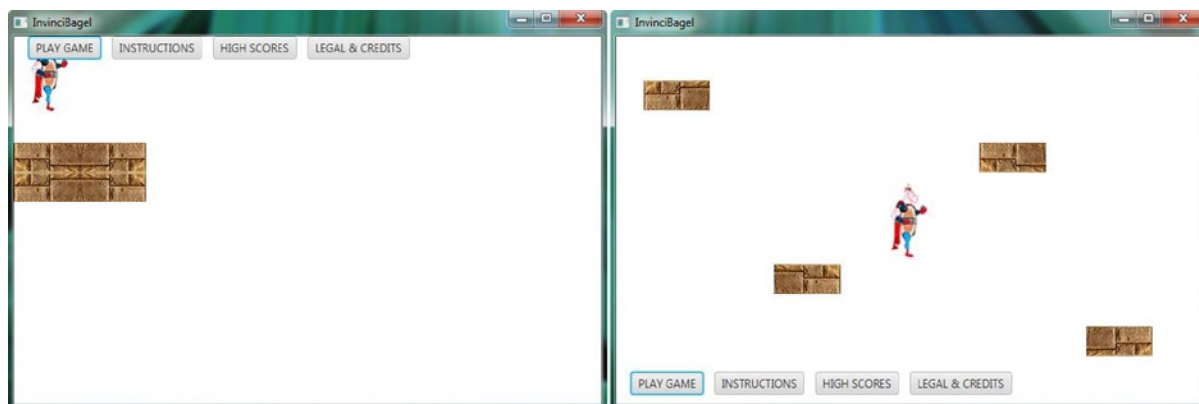 InvinciBagel
PLAY GAME INSTRUCTIONS HIGH SCORES LEGAL & CREDITS
InvinciBagel
PLAY GAME INSTRUCTIONS HIGH SCORES LEGAL & CREDITS